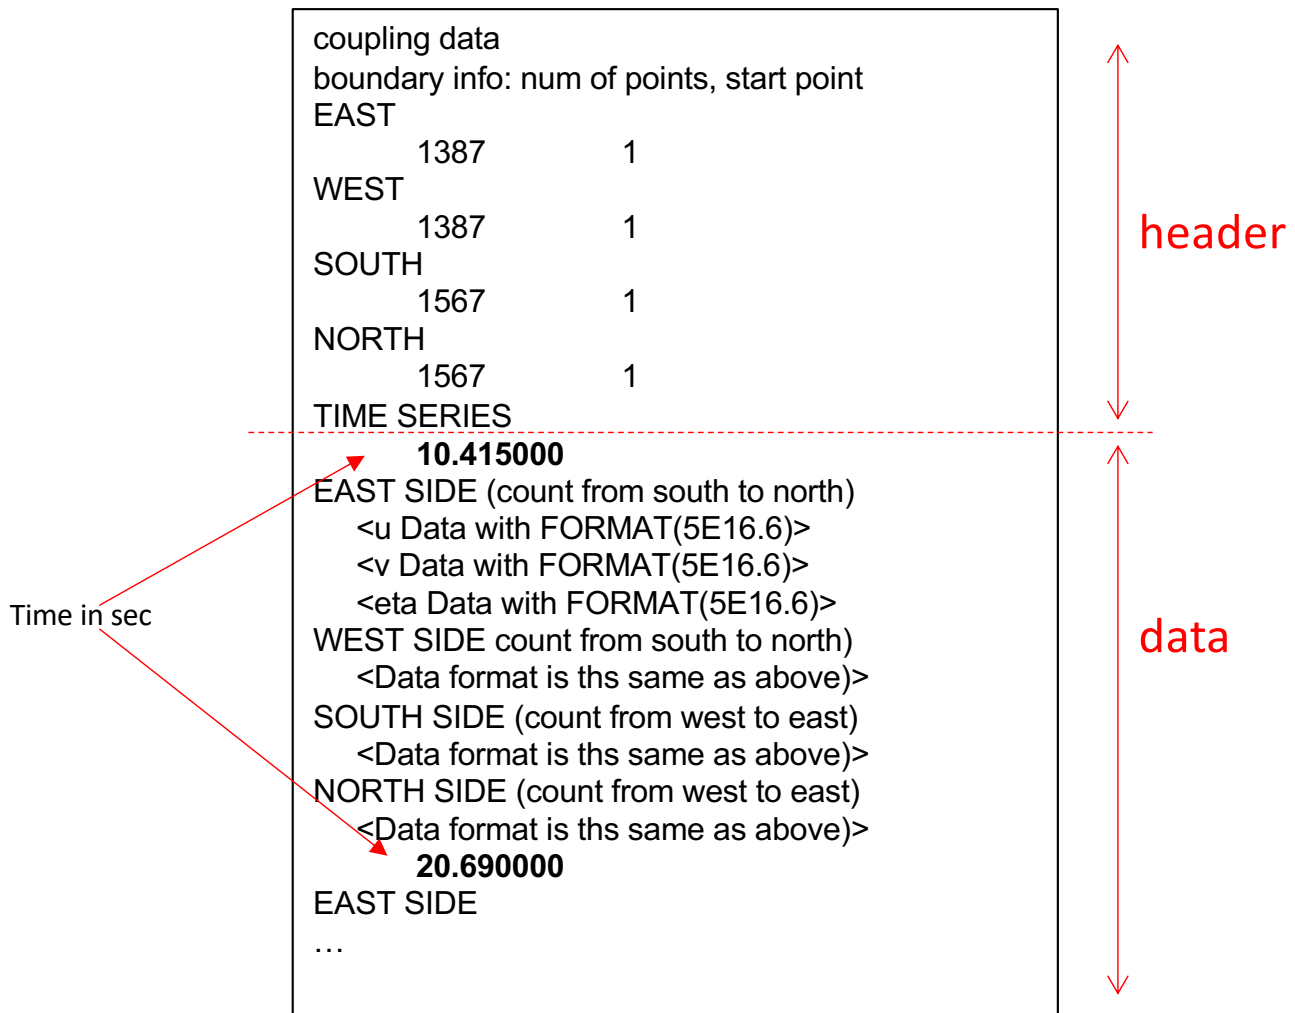 coupling data
boundary info: num of points, start point
EAST
1387 1
WEST
1387 1
header
SOUTH
1567 1
NORTH
1567 1
TIME SERIES
10.415000
EAST SIDE (count from south to north)
<u Data with FORMAT(5E16.6)>
<v Data with FORMAT(5E16.6)>
<eta Data with FORMAT(5E16.6)>
Time in sec
WEST SIDE count from south to north)
data
<Data format is ths same as above)>
SOUTH SIDE (count from west to east)
<Data format is ths same as above)>
NORTH SIDE (count from west to east)
<Data format is ths same as above)>
20.690000
EAST SIDE
…